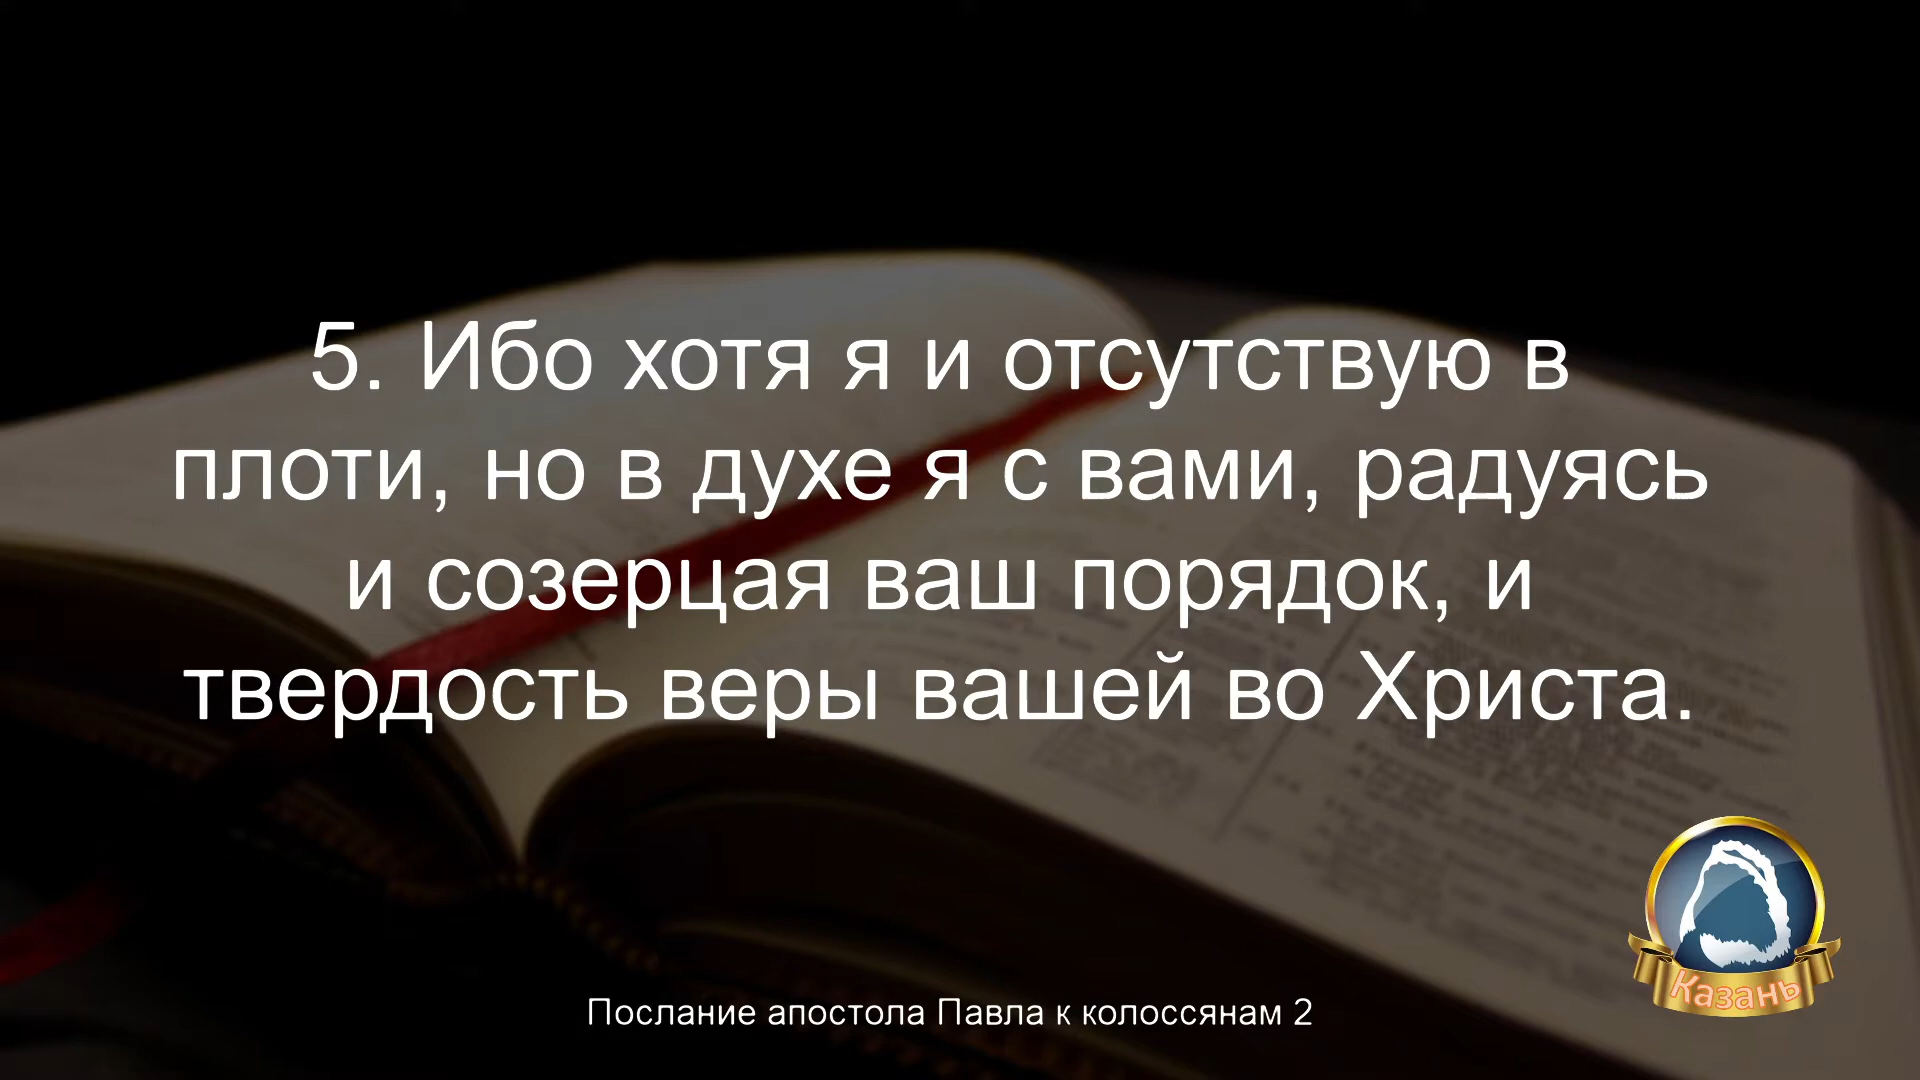 5. Ибо хотя я и отсутствую в
плоти, но в духе я с вами, радуясь
и созерцая ваш порядок, и
твердость веры вашей во Христа.
Казань
Послание апостола Павла к колоссянам 2